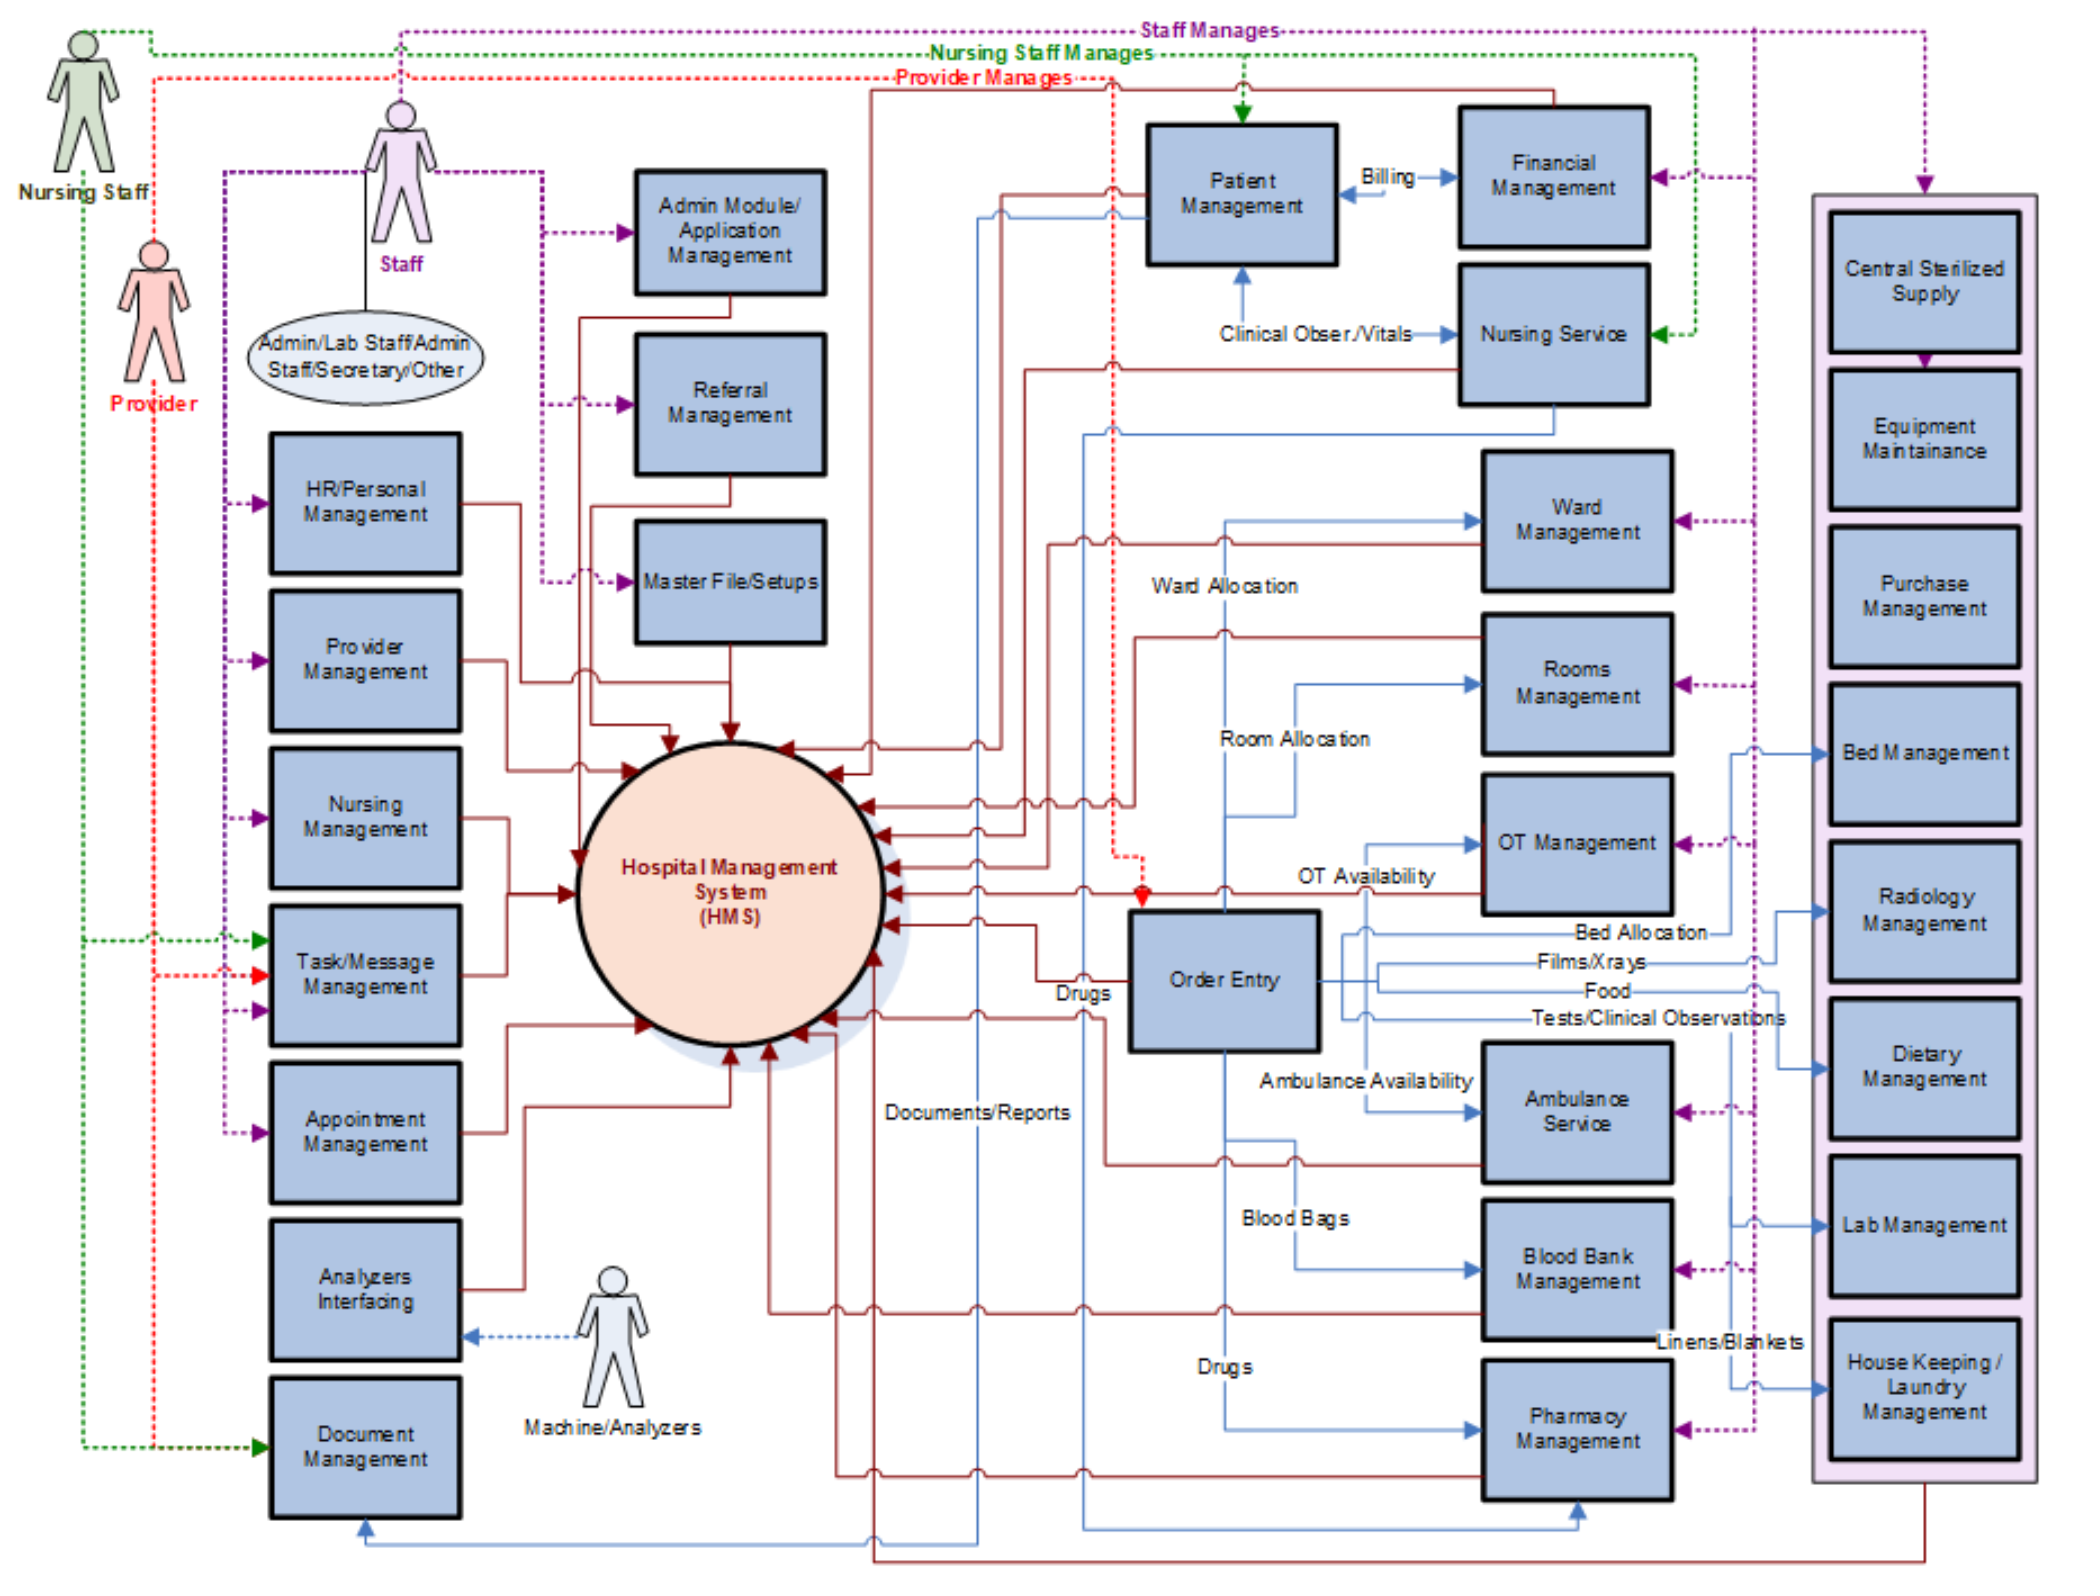 Staff Manages
Nursing Staff Manages
Provider Manages
Nursing Staff
Staff
Provider
Admin/Lab Staff/Admin
Staff/Secretary/Other
Admin Module/
Application
Management
Referral
Management
Master File/Setups
HR/Personal
Management
Provider
Management
Nursing
Management
Task/Message
Management
Appointment
Management
Analyzers
Interfacing
Document
Management
Machine/Analyzers
Hospital Management
System
(HMS)
Patient
Management
Billing
Financial
Management
Clinical Obser./Vitals
Nursing Service
Ward
Management
Ward Allocation
Rooms
Management
Room Allocation
OT Management
OT Availability
Bed Allocation
Films/Xrays
Food
Tests/Clinical Observations
Order Entry
Drugs
Ambulance Availability
Ambulance
Service
Documents/Reports
Blood Bags
Blood Bank
Management
Drugs
Linens/Blankets
Pharmacy
Management
Central Sterilized
Supply
Equipment
Maintainance
Purchase
Management
Bed Management
Radiology
Management
Dietary
Management
Lab Management
House Keeping /
Laundry
Management